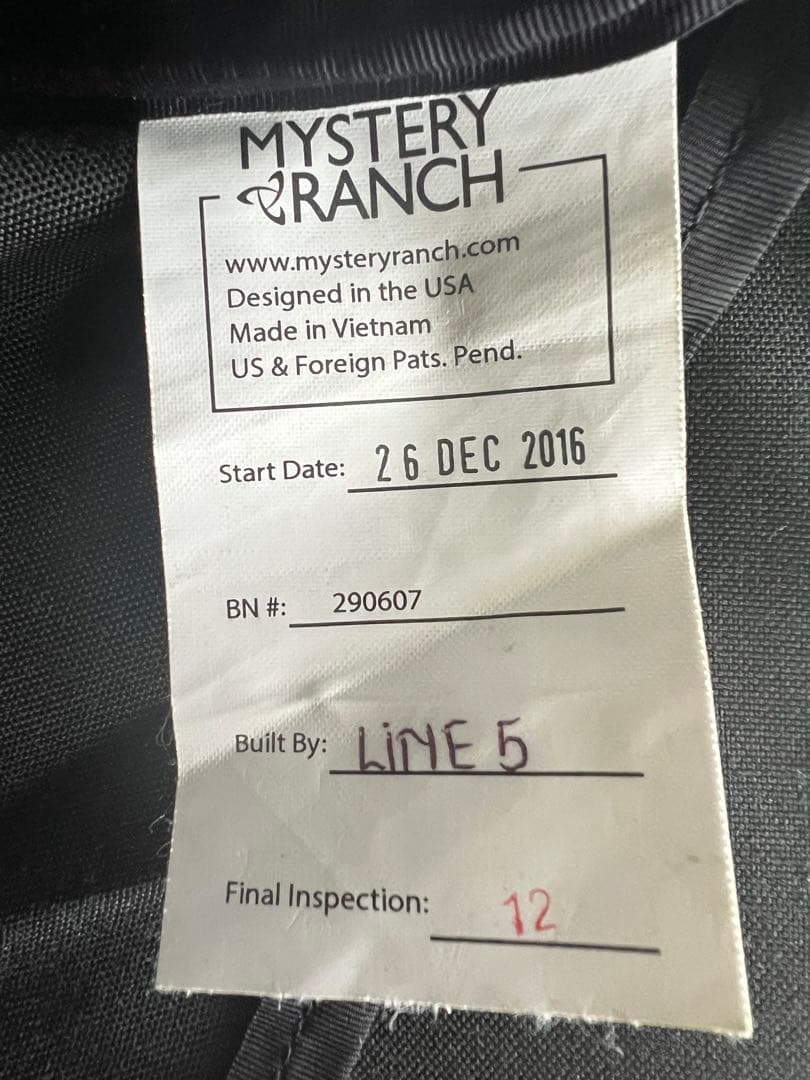 MYSTERY
RANCH
www.mysteryranch.com
Designed in the USA
Made in Vietnam
US & Foreign Pats. Pend.
Start Date: 26 DEC 2016
BN #: 290607
Built By: LiNE 5
Final Inspection: 12